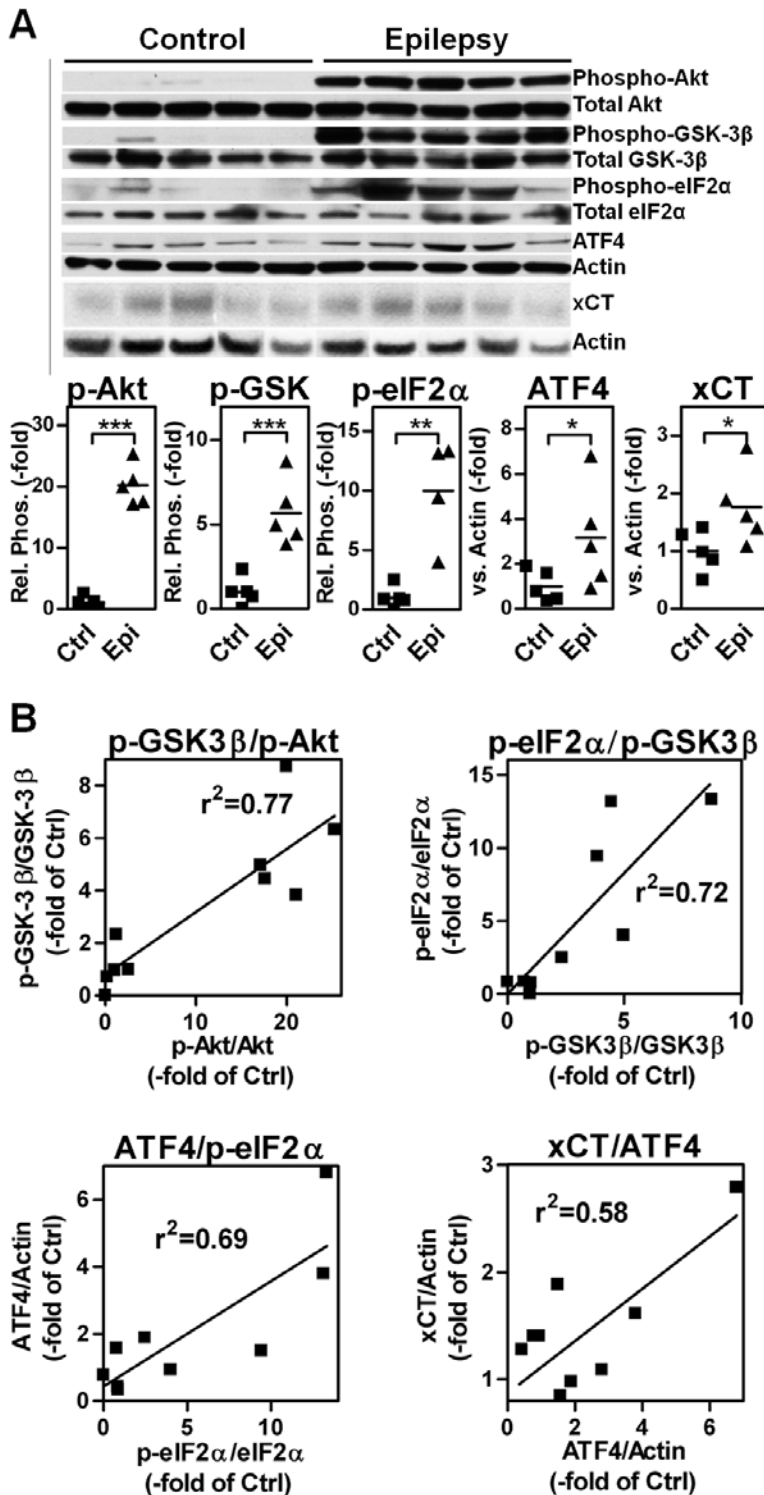 A
Control Epilepsy
Phospho-Akt
Total Akt
Phospho-GSK-3β
Total GSK-3β
Phospho-eIF2α
Total eIF2α
ATF4
Actin
xCT
Actin
p-Akt p-GSK p-eIF2α ATF4 xCT
Rel. Phos. (-fold)
30
20
10
0
***
Ctrl Epi
Rel. Phos. (-fold)
10
5
0
***
Ctrl Epi
Rel. Phos. (-fold)
15
10
5
0
**
Ctrl Epi
vs. Actin (-fold)
8
6
4
2
0
*
Ctrl Epi
vs. Actin (-fold)
3
2
1
0
*
Ctrl Epi
B
p-GSK3β/p-Akt
p-GSK-3β/GSK-3β
(-fold of Ctrl)
8
6
4
2
0
r²=0.77
0 10 20
p-Akt/Akt
(-fold of Ctrl)
p-eIF2α/p-GSK3β
p-eIF2α/eIF2α
(-fold of Ctrl)
15
10
5
0
r²=0.72
0 5 10
p-GSK3β/GSK3β
(-fold of Ctrl)
ATF4/p-eIF2α
ATF4/Actin
(-fold of Ctrl)
6
4
2
0
r²=0.69
0 5 10
p-eIF2α/eIF2α
(-fold of Ctrl)
xCT/ATF4
xCT/Actin
(-fold of Ctrl)
3
2
1
r²=0.58
0 2 4 6
ATF4/Actin
(-fold of Ctrl)